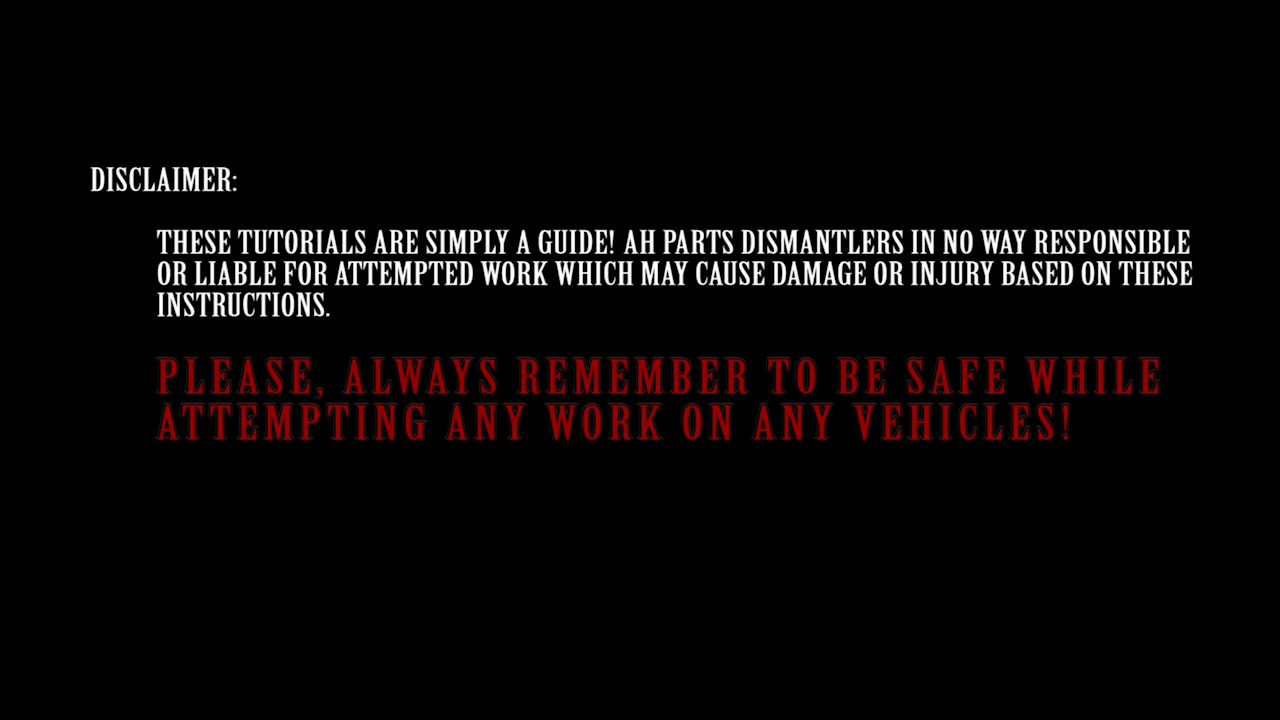 DISCLAIMER:
THESE TUTORIALS ARE SIMPLY A GUIDE! AH PARTS DISMANTLERS IN NO WAY RESPONSIBLE
OR LIABLE FOR ATTEMPTED WORK WHICH MAY CAUSE DAMAGE OR INJURY BASED ON THESE
INSTRUCTIONS.
PLEASE, ALWAYS REMEMBER TO BE SAFE WHILE
ATTEMPTING ANY WORK ON ANY VEHICLES!